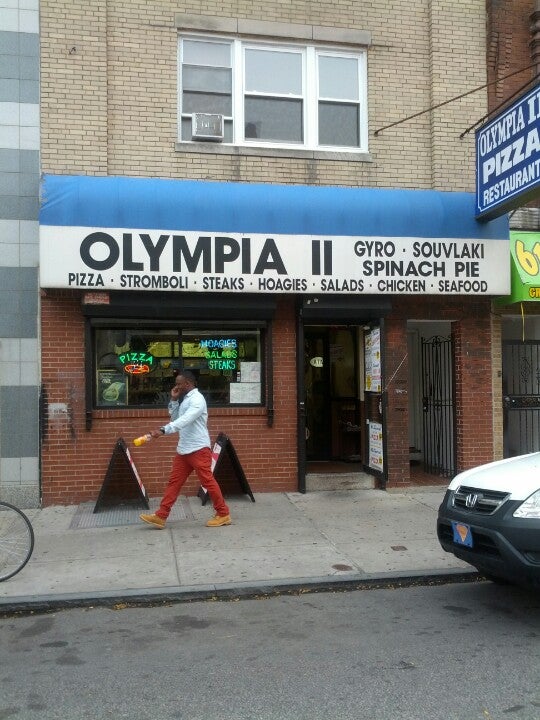 OLYMPIA II
PIZZA
RESTAURANT
OLYMPIA II
GYRO · SOUVLAKI
SPINACH PIE
PIZZA · STROMBOLI · STEAKS · HOAGIES · SALADS · CHICKEN · SEAFOOD
PIZZA
HOAGIES
SALADS
STEAKS